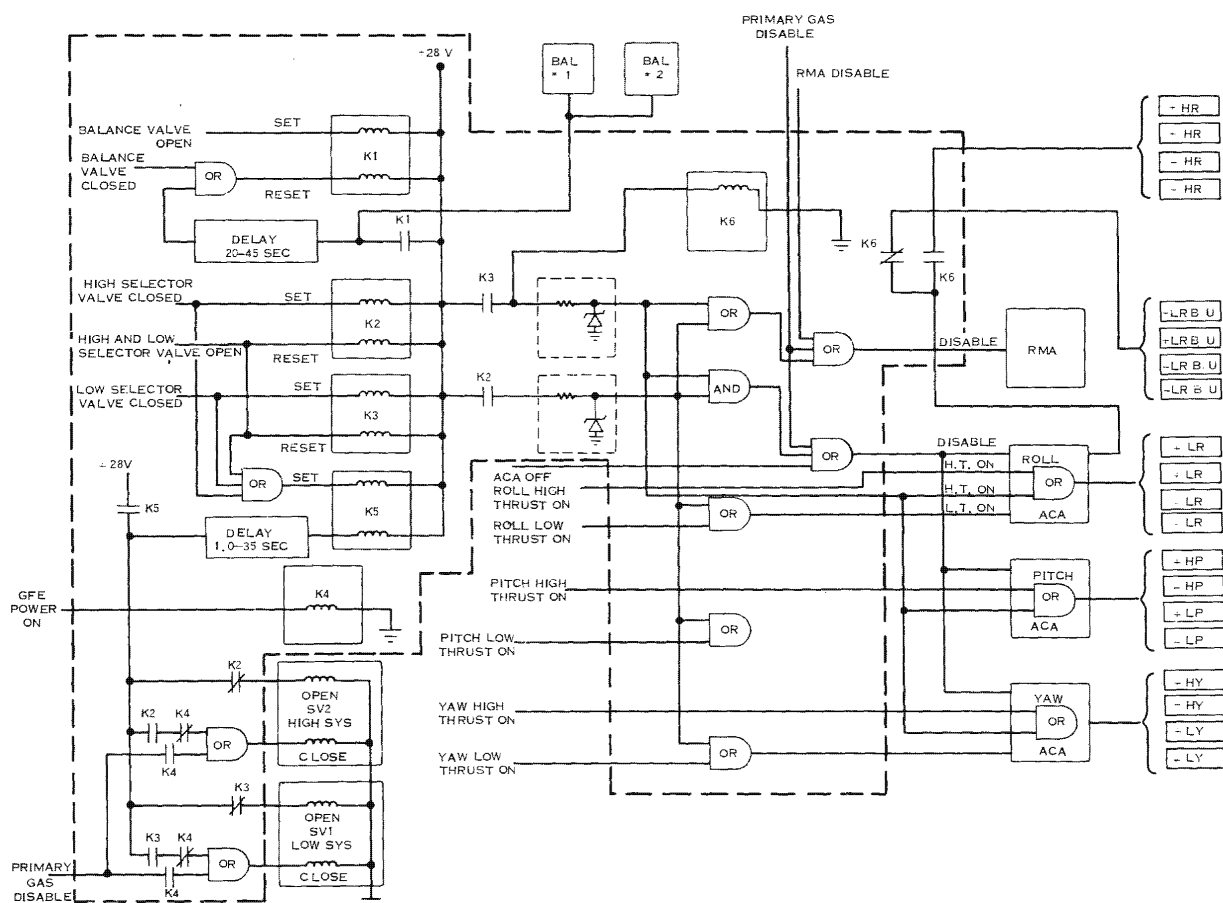 PRIMARY GAS
DISABLE
RMA DISABLE
-28 V
BAL
* 1
BAL
* 2
BALANCE VALVE
OPEN
SET
K1
BALANCE
VALVE
CLOSED
OR
RESET
DELAY
20-45 SEC
K1
K6
K6
K6
+ HR
+ HR
- HR
- HR
HIGH SELECTOR
VALVE CLOSED
SET
K2
K3
HIGH AND LOW
SELECTOR VALVE OPEN
RESET
OR
OR
DISABLE
RMA
-LR B U
+LR B U
-LR B. U
-LR B U
LOW SELECTOR
VALVE CLOSED
SET
K3
K2
AND
RESET
+ 28V
OR
SET
K5
K5
DELAY
1.0-35 SEC
ACA OFF
ROLL HIGH
THRUST ON
ROLL LOW
THRUST ON
OR
OR
DISABLE
H.T. ON
H.T. ON
L.T. ON
ROLL
OR
ACA
+ LR
+ LR
- LR
- LR
GFE
POWER
ON
K4
PITCH HIGH
THRUST ON
PITCH LOW
THRUST ON
OR
PITCH
OR
ACA
+ HP
- HP
+ LP
- LP
K2
OPEN
SV2
HIGH SYS
CLOSE
K2
K4
K4
OR
YAW HIGH
THRUST ON
YAW LOW
THRUST ON
OR
YAW
OR
ACA
- HY
- HY
- LY
+ LY
K3
OPEN
SV1
LOW SYS
CLOSE
K3
K4
K4
OR
PRIMARY
GAS
DISABLE